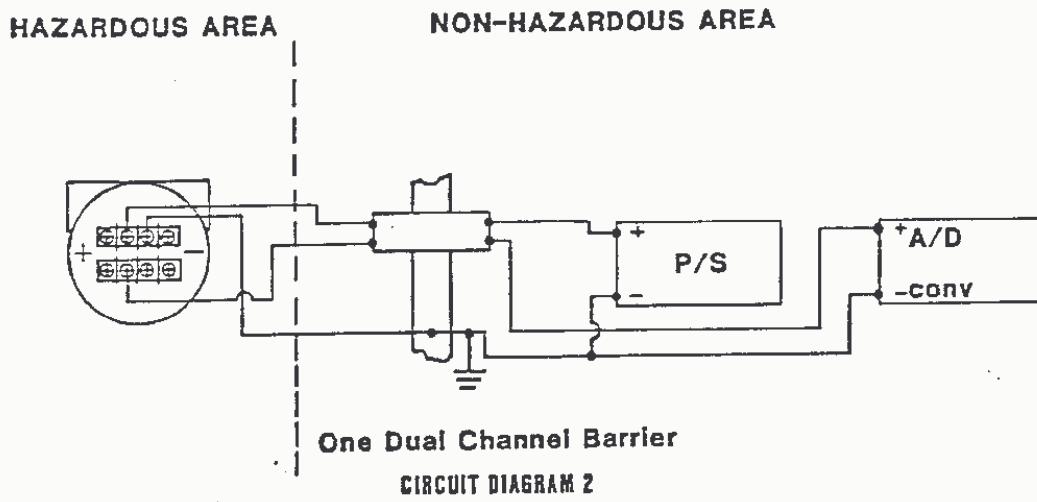 HAZARDOUS AREA
NON-HAZARDOUS AREA
+ -
+
P/S
-
+A/D
-conv
One Dual Channel Barrier
CIRCUIT DIAGRAM 2